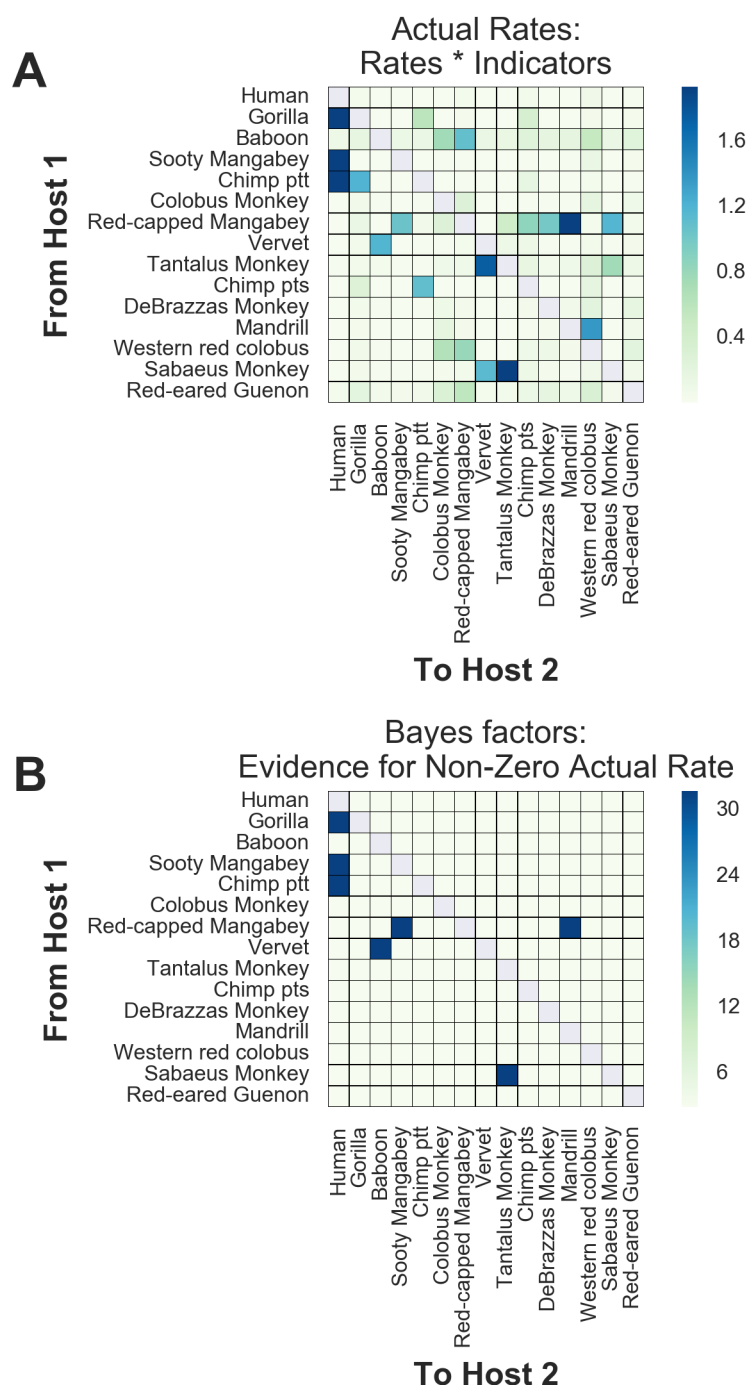 A
Actual Rates:
Rates * Indicators
From Host 1
Human
Gorilla
Baboon
Sooty Mangabey
Chimp ptt
Colobus Monkey
Red-capped Mangabey
Vervet
Tantalus Monkey
Chimp pts
DeBrazzas Monkey
Mandrill
Western red colobus
Sabaeus Monkey
Red-eared Guenon
1.6
1.2
0.8
0.4
Human
Gorilla
Baboon
Sooty Mangabey
Chimp ptt
Colobus Monkey
Red-capped Mangabey
Vervet
Tantalus Monkey
Chimp pts
DeBrazzas Monkey
Mandrill
Western red colobus
Sabaeus Monkey
Red-eared Guenon
To Host 2
B
Bayes factors:
Evidence for Non-Zero Actual Rate
From Host 1
Human
Gorilla
Baboon
Sooty Mangabey
Chimp ptt
Colobus Monkey
Red-capped Mangabey
Vervet
Tantalus Monkey
Chimp pts
DeBrazzas Monkey
Mandrill
Western red colobus
Sabaeus Monkey
Red-eared Guenon
30
24
18
12
6
Human
Gorilla
Baboon
Sooty Mangabey
Chimp ptt
Colobus Monkey
Red-capped Mangabey
Vervet
Tantalus Monkey
Chimp pts
DeBrazzas Monkey
Mandrill
Western red colobus
Sabaeus Monkey
Red-eared Guenon
To Host 2